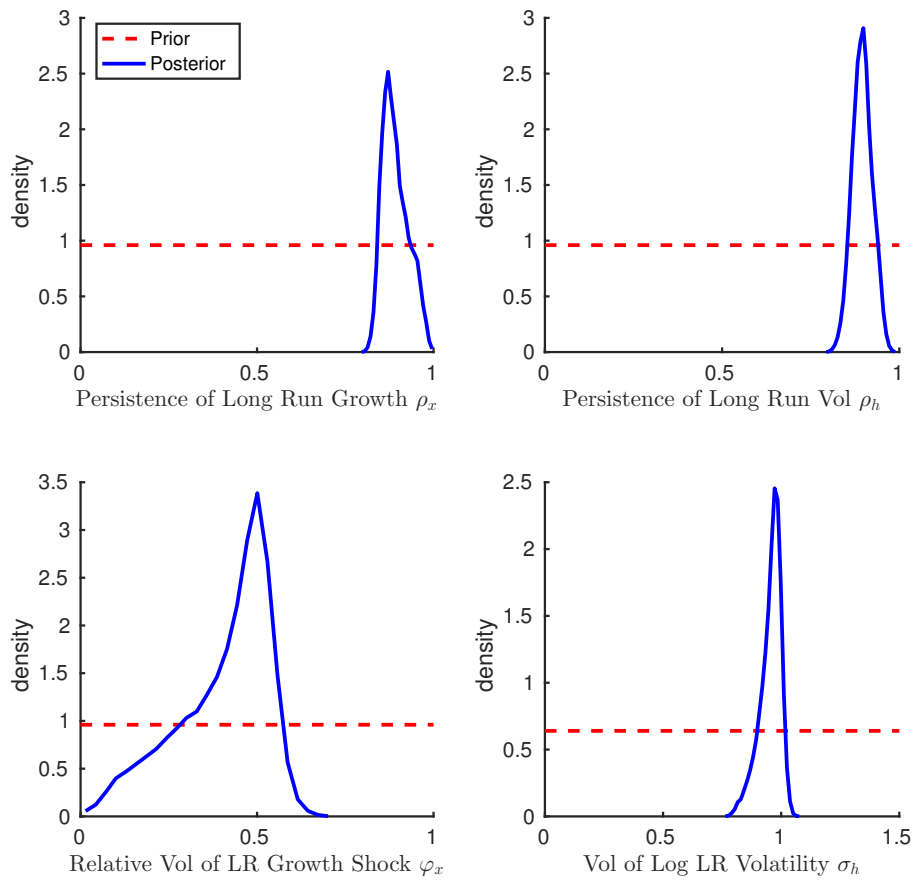 3
2.5
2
1.5
1
0.5
0
density
Prior
Posterior
0 0.5 1
Persistence of Long Run Growth ρx
3
2.5
2
1.5
1
0.5
0
density
0 0.5 1
Persistence of Long Run Vol ρh
3.5
3
2.5
2
1.5
1
0.5
0
density
0 0.5 1
Relative Vol of LR Growth Shock φx
2.5
2
1.5
1
0.5
0
density
0 0.5 1 1.5
Vol of Log LR Volatility σh